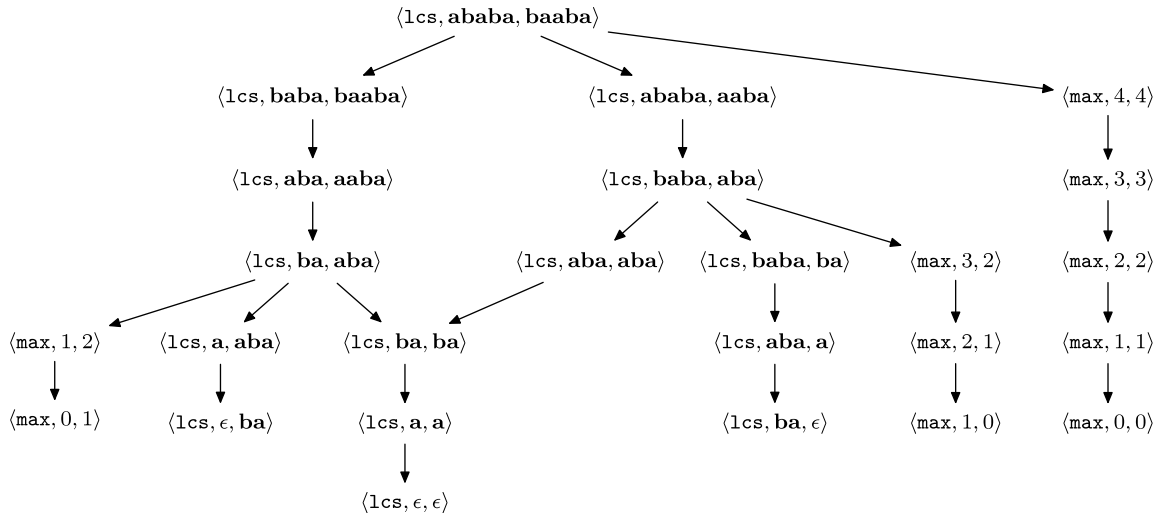 ⟨lcs, ababa, baaba⟩
⟨lcs, baba, baaba⟩ ⟨lcs, ababa, aaba⟩ ⟨max, 4, 4⟩
⟨lcs, aba, aaba⟩ ⟨lcs, baba, aba⟩ ⟨max, 3, 3⟩
⟨lcs, ba, aba⟩ ⟨lcs, aba, aba⟩ ⟨lcs, baba, ba⟩ ⟨max, 3, 2⟩ ⟨max, 2, 2⟩
⟨max, 1, 2⟩ ⟨lcs, a, aba⟩ ⟨lcs, ba, ba⟩ ⟨lcs, aba, a⟩ ⟨max, 2, 1⟩ ⟨max, 1, 1⟩
⟨max, 0, 1⟩ ⟨lcs, ϵ, ba⟩ ⟨lcs, a, a⟩ ⟨lcs, ba, ϵ⟩ ⟨max, 1, 0⟩ ⟨max, 0, 0⟩
⟨lcs, ϵ, ϵ⟩